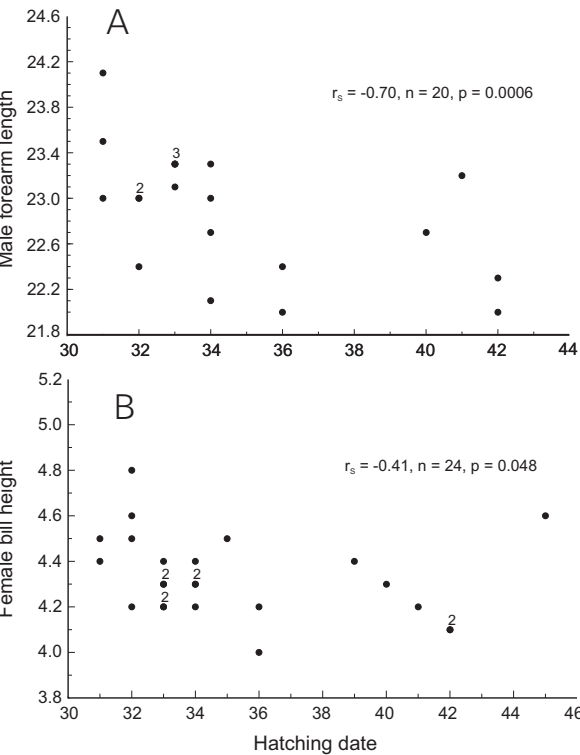 A
24.6
24.2
23.8
23.4
23.0
22.6
22.2
21.8
Male forearm length
r_s = -0.70, n = 20, p = 0.0006
3
2
30 32 34 36 38 40 42 44
B
5.2
5.0
4.8
4.6
4.4
4.2
4.0
3.8
Female bill height
r_s = -0.41, n = 24, p = 0.048
2 2
2
2
30 32 34 36 38 40 42 44 46
Hatching date